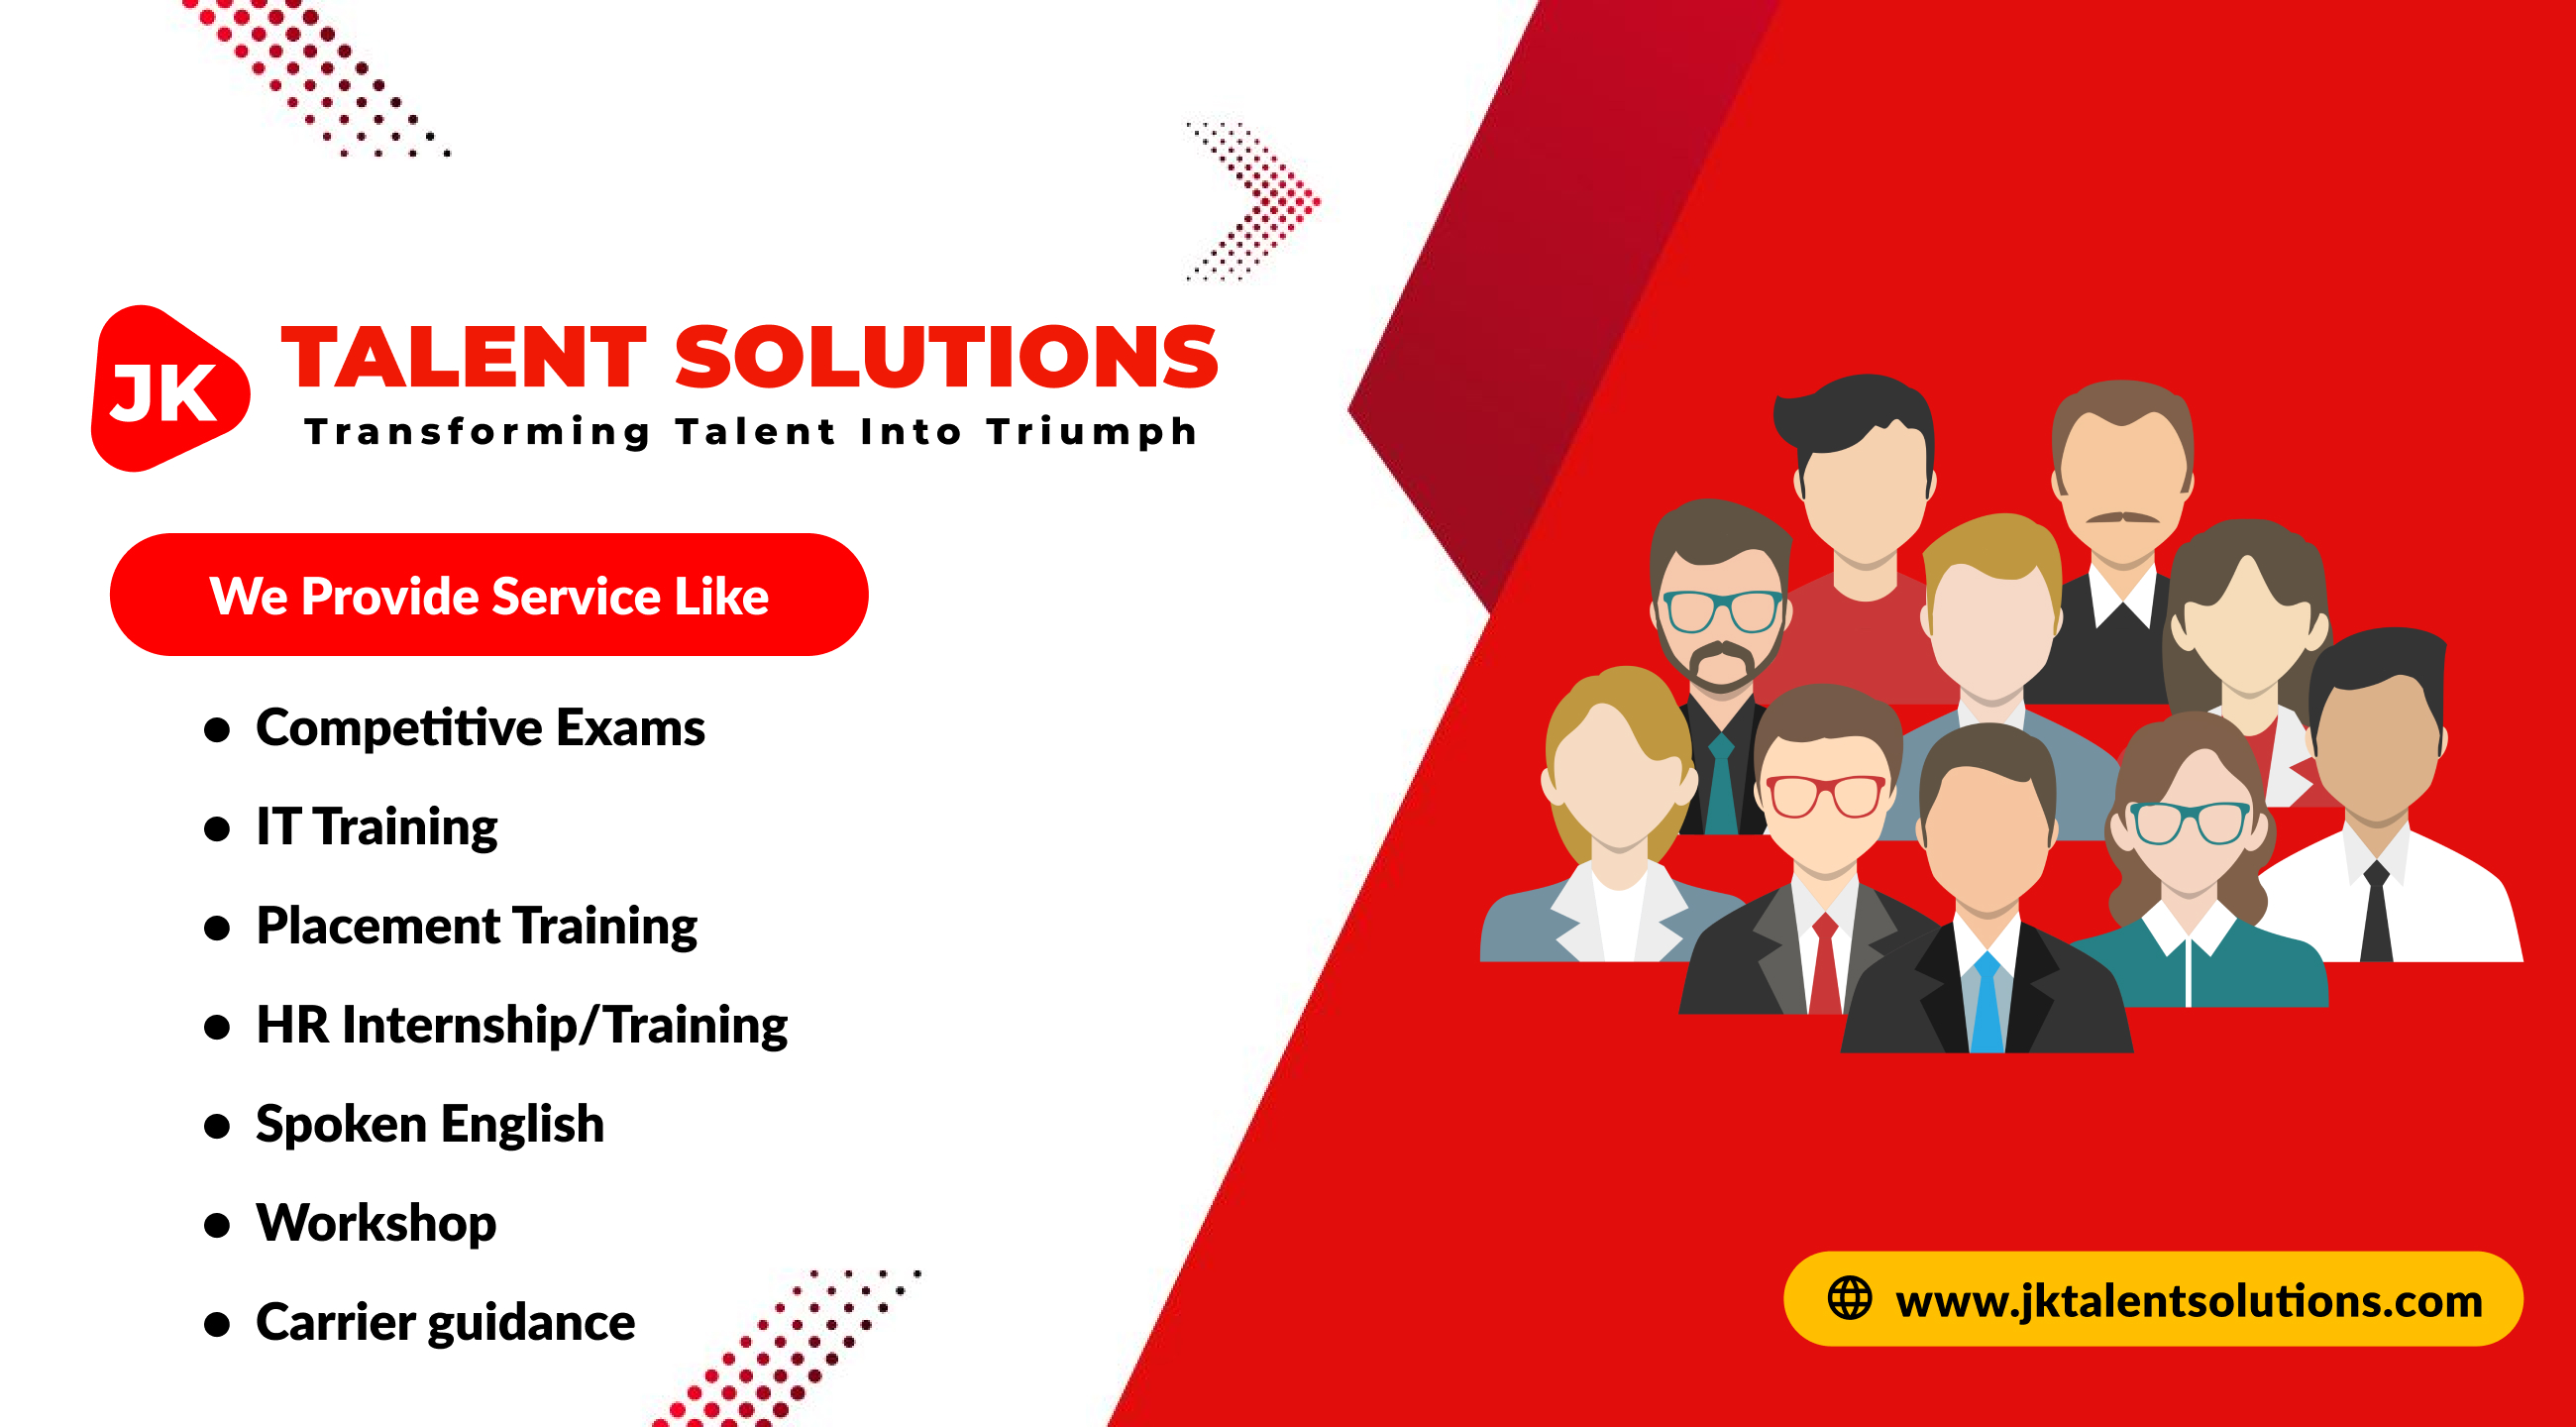 JK
TALENT SOLUTIONS
Transforming Talent Into Triumph
We Provide Service Like
● Competitive Exams
● IT Training
● Placement Training
● HR Internship/Training
● Spoken English
● Workshop
● Carrier guidance
www.jktalentsolutions.com